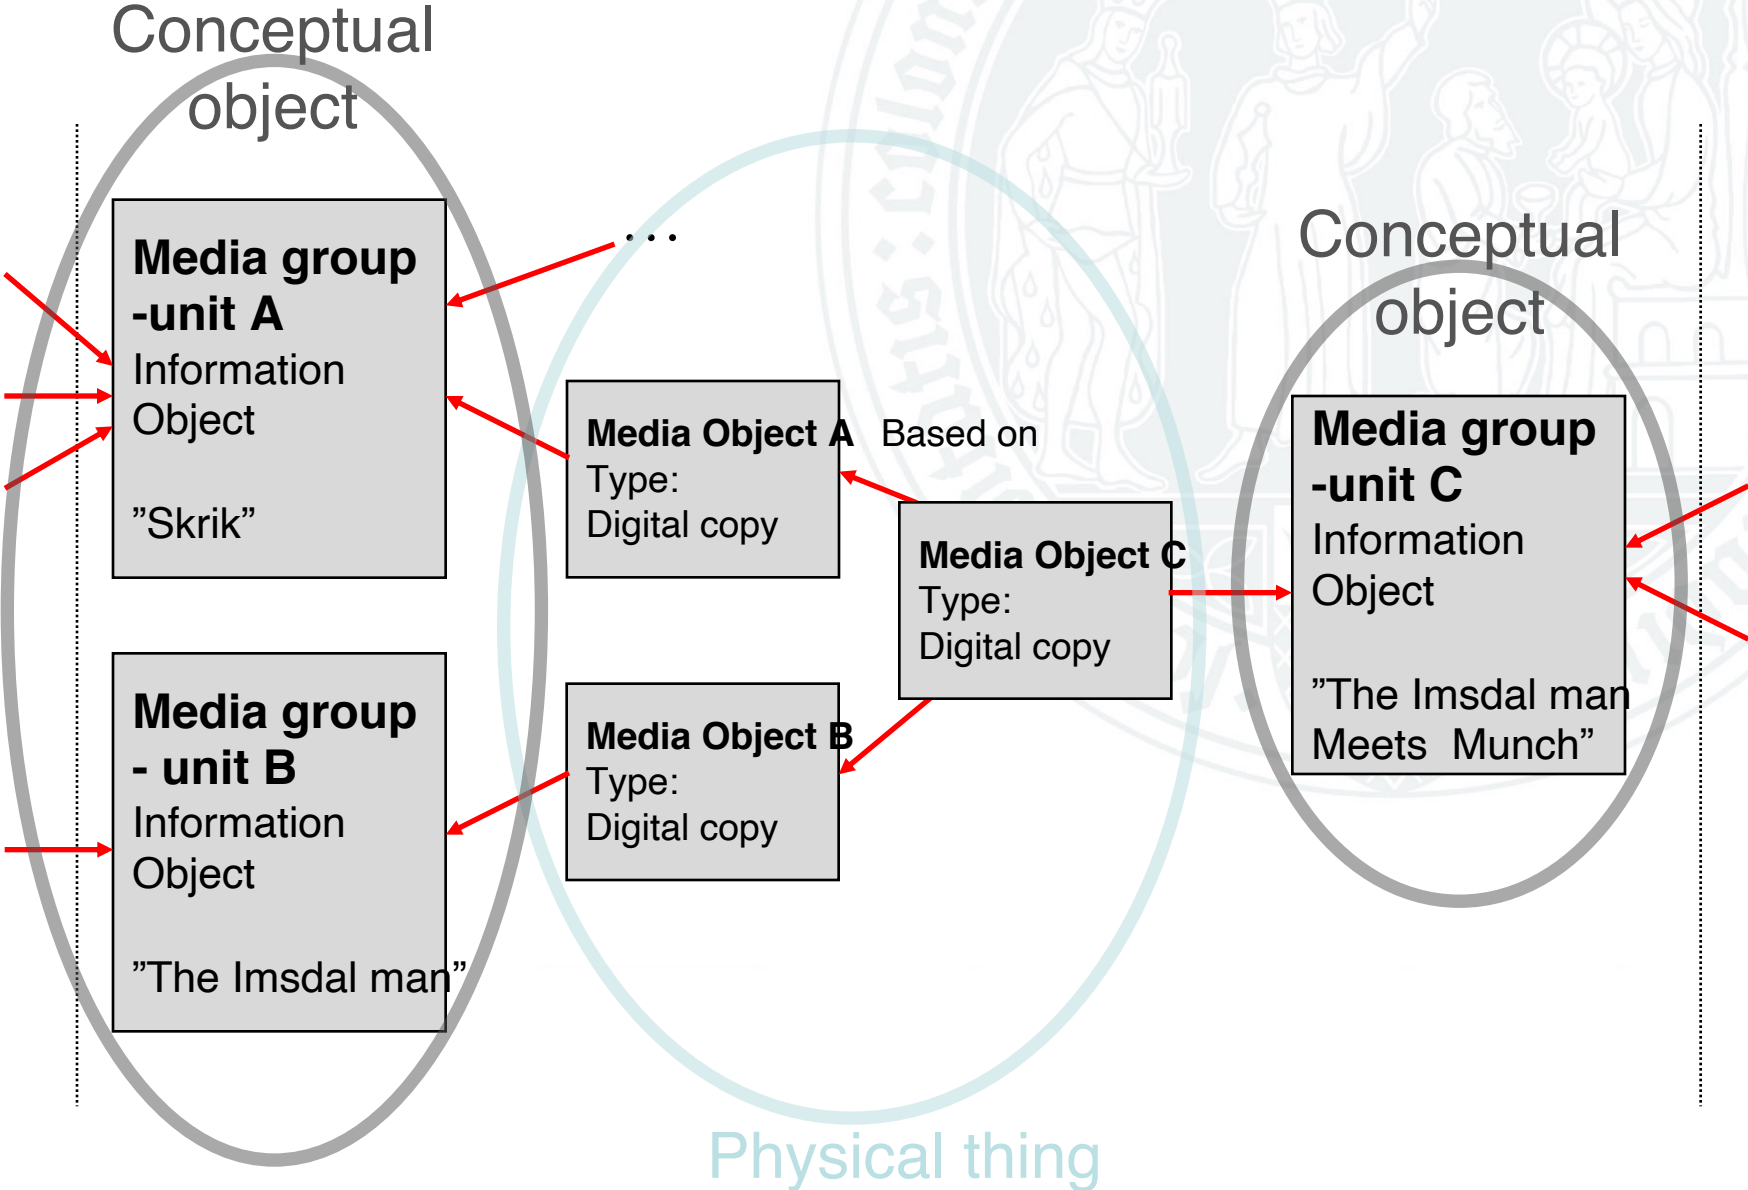 Conceptual
object
Media group
-unit A
Information
Object
”Skrik”
Media group
- unit B
Information
Object
”The Imsdal man”
. . .
Media Object A
Type:
Digital copy
Based on
Media Object B
Type:
Digital copy
Media Object C
Type:
Digital copy
Physical thing
Conceptual
object
Media group
-unit C
Information
Object
”The Imsdal man
Meets Munch”